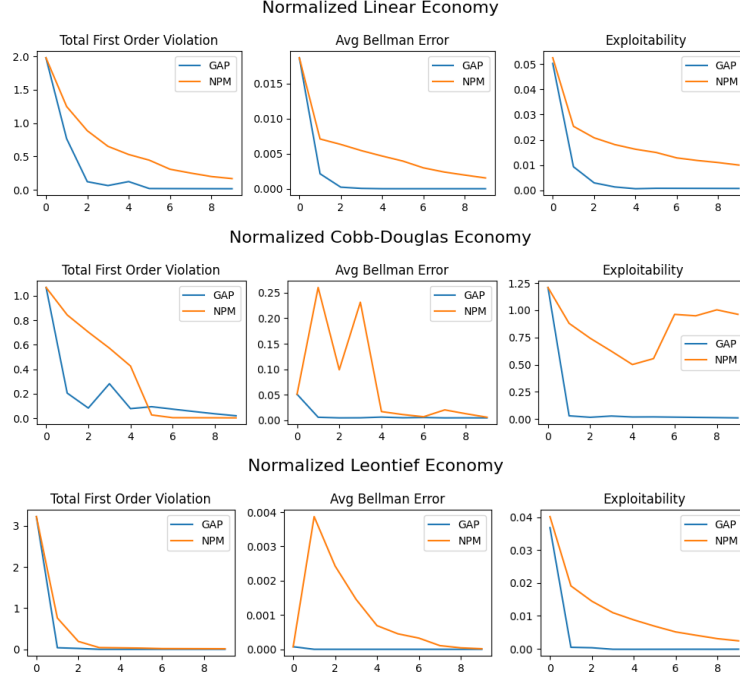 Normalized Linear Economy
Total First Order Violation
Avg Bellman Error
Exploitability
2.0
1.5
1.0
0.5
0.0
0 2 4 6 8
GAP
NPM
0.015
0.010
0.005
0.000
0 2 4 6 8
GAP
NPM
0.05
0.04
0.03
0.02
0.01
0.00
0 2 4 6 8
GAP
NPM
Normalized Cobb-Douglas Economy
Total First Order Violation
Avg Bellman Error
Exploitability
1.0
0.8
0.6
0.4
0.2
0.0
0 2 4 6 8
GAP
NPM
0.25
0.20
0.15
0.10
0.05
0.00
0 2 4 6 8
GAP
NPM
1.25
1.00
0.75
0.50
0.25
0.00
0 2 4 6 8
GAP
NPM
Normalized Leontief Economy
Total First Order Violation
Avg Bellman Error
Exploitability
3
2
1
0
0 2 4 6 8
GAP
NPM
0.004
0.003
0.002
0.001
0.000
0 2 4 6 8
GAP
NPM
0.04
0.03
0.02
0.01
0.00
0 2 4 6 8
GAP
NPM